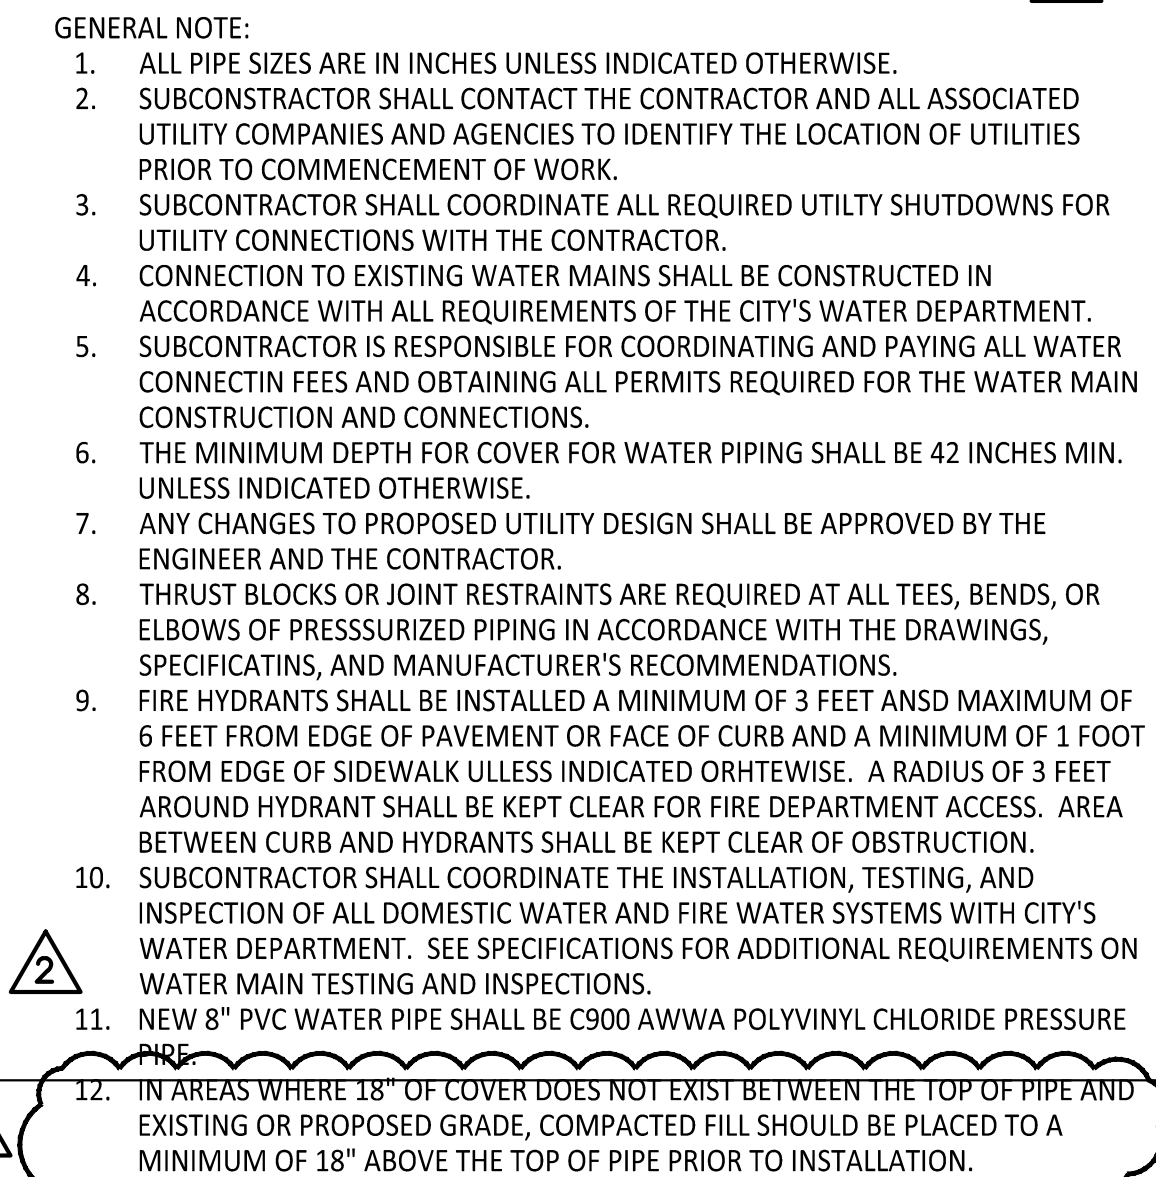 GENERAL NOTE:
1. ALL PIPE SIZES ARE IN INCHES UNLESS INDICATED OTHERWISE.
2. SUBCONSTRACTOR SHALL CONTACT THE CONTRACTOR AND ALL ASSOCIATED
UTILITY COMPANIES AND AGENCIES TO IDENTIFY THE LOCATION OF UTILITIES
PRIOR TO COMMENCEMENT OF WORK.
3. SUBCONTRACTOR SHALL COORDINATE ALL REQUIRED UTILTY SHUTDOWNS FOR
UTILITY CONNECTIONS WITH THE CONTRACTOR.
4. CONNECTION TO EXISTING WATER MAINS SHALL BE CONSTRUCTED IN
ACCORDANCE WITH ALL REQUIREMENTS OF THE CITY'S WATER DEPARTMENT.
5. SUBCONTRACTOR IS RESPONSIBLE FOR COORDINATING AND PAYING ALL WATER
CONNECTIN FEES AND OBTAINING ALL PERMITS REQUIRED FOR THE WATER MAIN
CONSTRUCTION AND CONNECTIONS.
6. THE MINIMUM DEPTH FOR COVER FOR WATER PIPING SHALL BE 42 INCHES MIN.
UNLESS INDICATED OTHERWISE.
7. ANY CHANGES TO PROPOSED UTILITY DESIGN SHALL BE APPROVED BY THE
ENGINEER AND THE CONTRACTOR.
8. THRUST BLOCKS OR JOINT RESTRAINTS ARE REQUIRED AT ALL TEES, BENDS, OR
ELBOWS OF PRESSSURIZED PIPING IN ACCORDANCE WITH THE DRAWINGS,
SPECIFICATINS, AND MANUFACTURER'S RECOMMENDATIONS.
9. FIRE HYDRANTS SHALL BE INSTALLED A MINIMUM OF 3 FEET ANSD MAXIMUM OF
6 FEET FROM EDGE OF PAVEMENT OR FACE OF CURB AND A MINIMUM OF 1 FOOT
FROM EDGE OF SIDEWALK ULLESS INDICATED ORHTEWISE. A RADIUS OF 3 FEET
AROUND HYDRANT SHALL BE KEPT CLEAR FOR FIRE DEPARTMENT ACCESS. AREA
BETWEEN CURB AND HYDRANTS SHALL BE KEPT CLEAR OF OBSTRUCTION.
10. SUBCONTRACTOR SHALL COORDINATE THE INSTALLATION, TESTING, AND
INSPECTION OF ALL DOMESTIC WATER AND FIRE WATER SYSTEMS WITH CITY'S
WATER DEPARTMENT. SEE SPECIFICATIONS FOR ADDITIONAL REQUIREMENTS ON
2
WATER MAIN TESTING AND INSPECTIONS.
11. NEW 8" PVC WATER PIPE SHALL BE C900 AWWA POLYVINYL CHLORIDE PRESSURE
PIPE.
12. IN AREAS WHERE 18" OF COVER DOES NOT EXIST BETWEEN THE TOP OF PIPE AND
EXISTING OR PROPOSED GRADE, COMPACTED FILL SHOULD BE PLACED TO A
MINIMUM OF 18" ABOVE THE TOP OF PIPE PRIOR TO INSTALLATION.